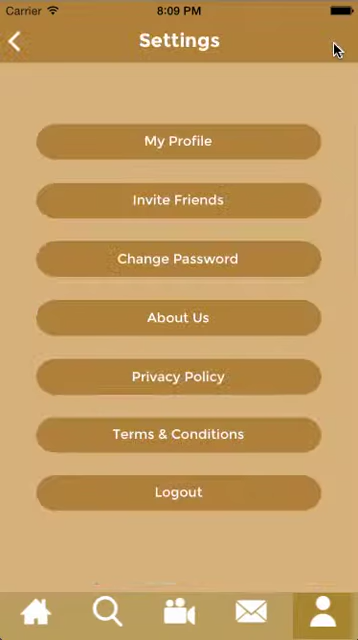 Carrier 8:09 PM
Settings
My Profile
Invite Friends
Change Password
About Us
Privacy Policy
Terms & Conditions
Logout